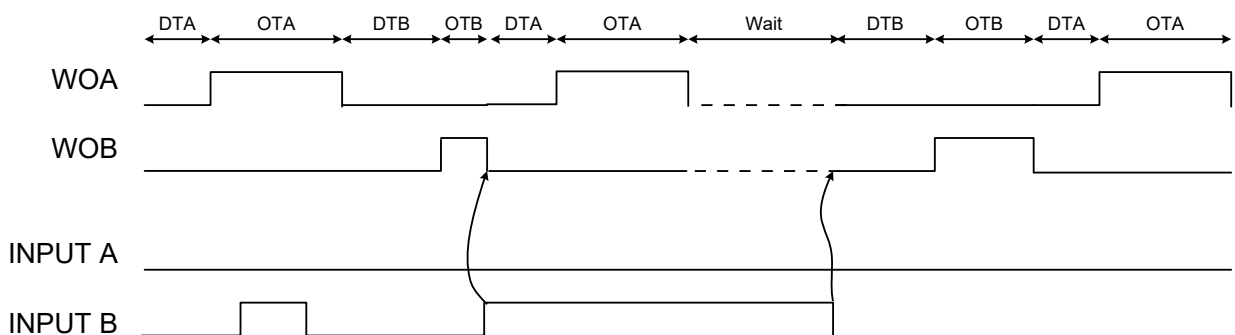 DTA OTA DTB OTB DTA OTA Wait DTB OTB DTA OTA
WOA
WOB
INPUT A
INPUT B